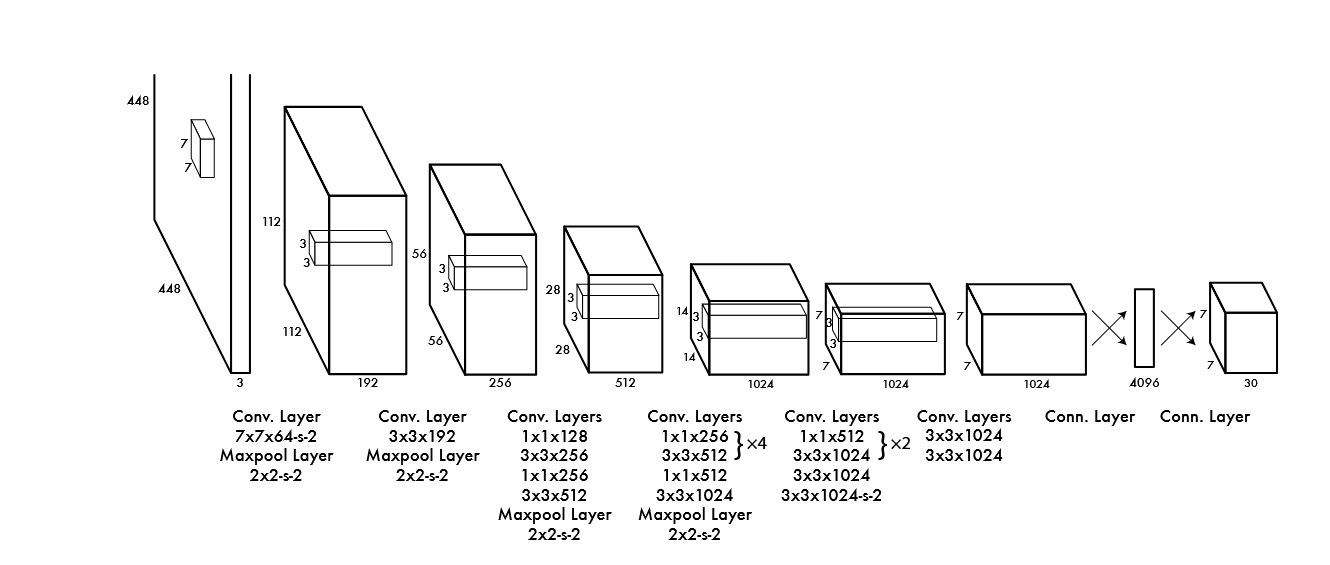 448
7
7
448
3
112
3
3
112
192
56
3
3
56
256
28
3
3
28
512
14
3
3
14
1024
7
3
3
7
1024
7
7
1024
4096
7
7
30
Conv. Layer
7x7x64-s-2
Maxpool Layer
2x2-s-2
Conv. Layer
3x3x192
Maxpool Layer
2x2-s-2
Conv. Layers
1x1x128
3x3x256
1x1x256
3x3x512
Maxpool Layer
2x2-s-2
Conv. Layers
1x1x256
3x3x512
}×4
1x1x512
3x3x1024
Maxpool Layer
2x2-s-2
Conv. Layers
1x1x512
3x3x1024
}×2
3x3x1024
3x3x1024-s-2
Conv. Layers
3x3x1024
3x3x1024
Conn. Layer
Conn. Layer